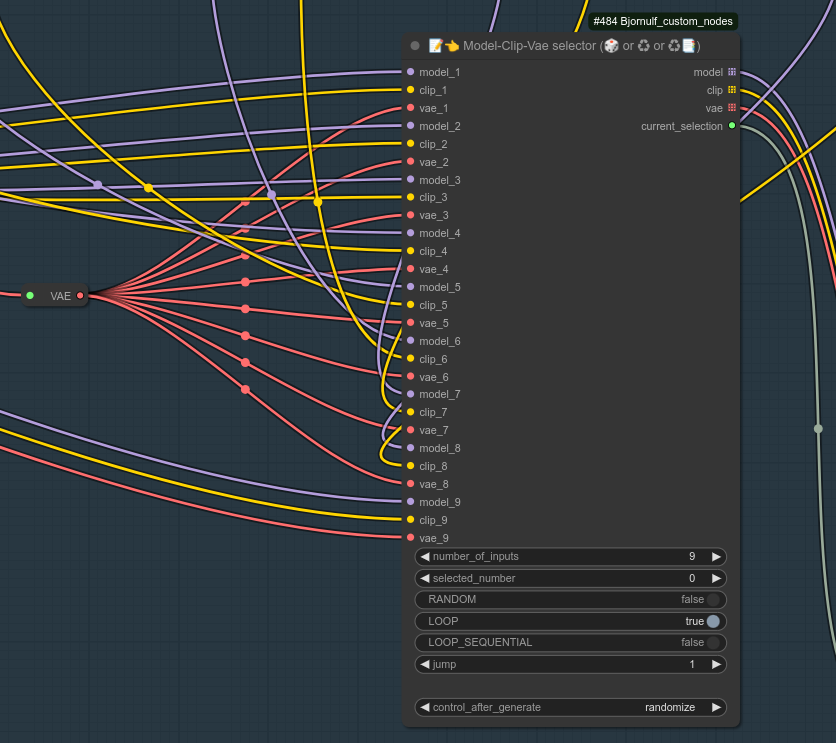 #484 Bjornulf_custom_nodes
📝👈 Model-Clip-Vae selector (🎲 or ♻ or ♻📑)
model_1 model
clip_1 clip
vae_1 vae
model_2 current_selection
clip_2
vae_2
model_3
clip_3
vae_3
model_4
clip_4
vae_4
model_5
VAE
clip_5
vae_5
model_6
clip_6
vae_6
model_7
clip_7
vae_7
model_8
clip_8
vae_8
model_9
clip_9
vae_9
number_of_inputs 9
selected_number 0
RANDOM false
LOOP true
LOOP_SEQUENTIAL false
jump 1
control_after_generate randomize